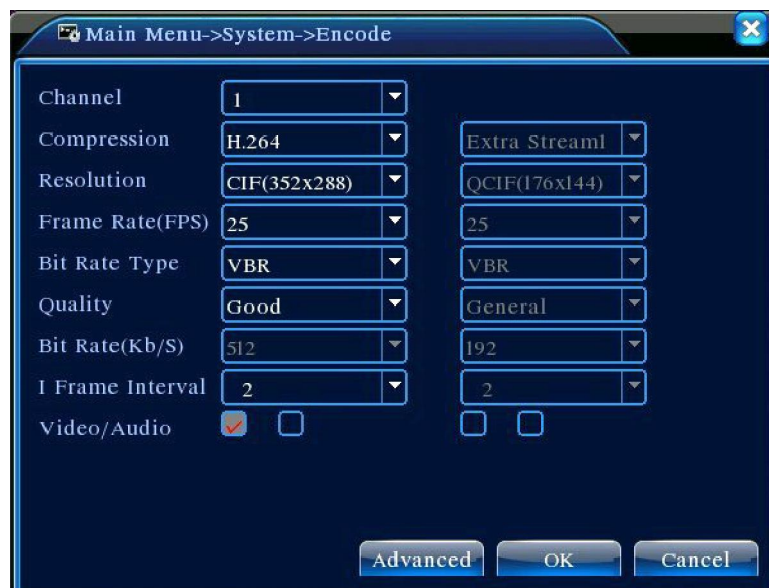 Main Menu->System->Encode
Channel 1
Compression H.264 Extra Stream1
Resolution CIF(352x288) QCIF(176x144)
Frame Rate(FPS) 25 25
Bit Rate Type VBR VBR
Quality Good General
Bit Rate(Kb/S) 512 192
I Frame Interval 2 2
Video/Audio
Advanced OK Cancel